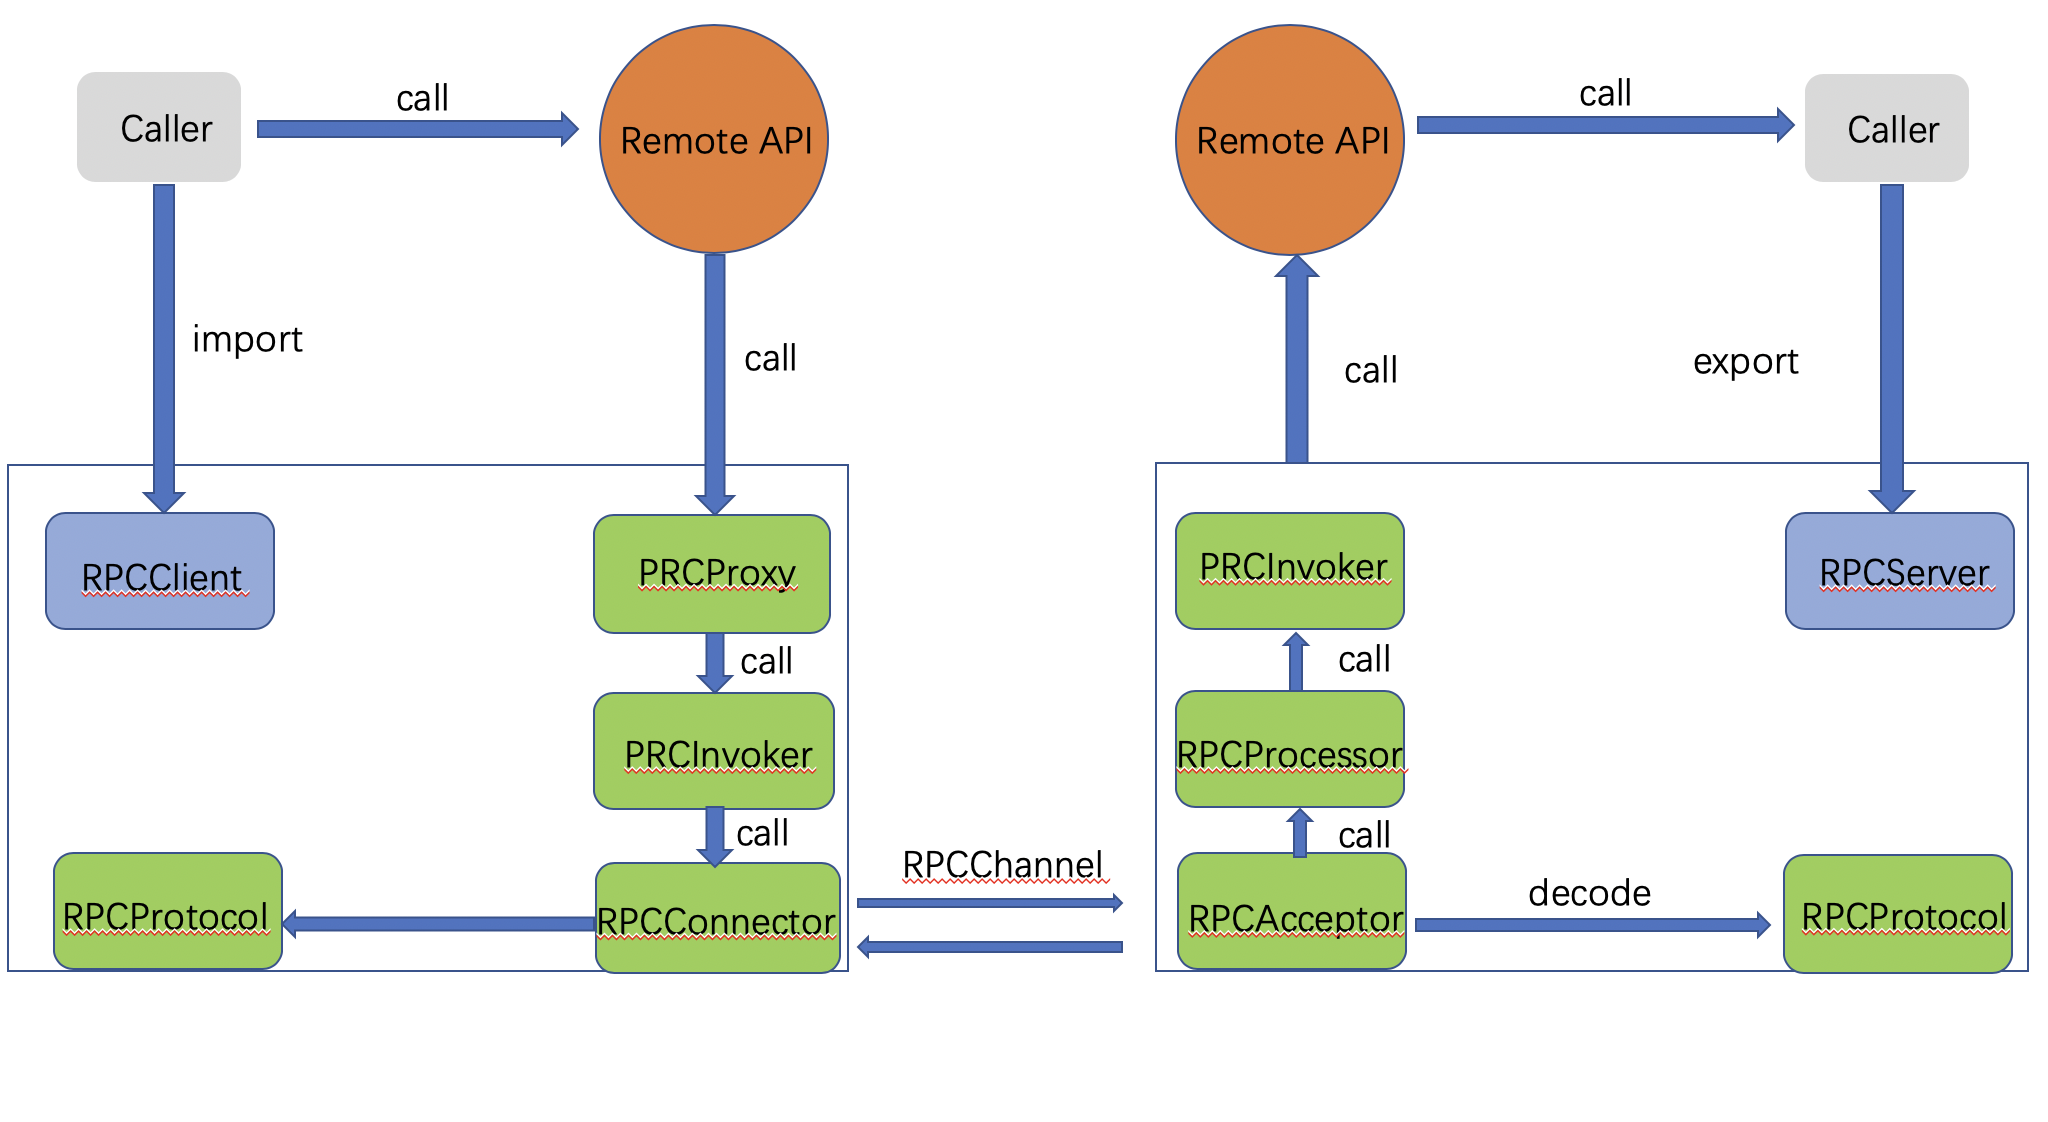 Caller
call
Remote API
Remote API
call
Caller
import
call
call
export
RPCClient
PRCProxy
PRCInvoker
RPCServer
call
call
PRCInvoker
RPCProcessor
call
RPCChannel
call
RPCProtocol
RPCConnector
RPCAcceptor
decode
RPCProtocol